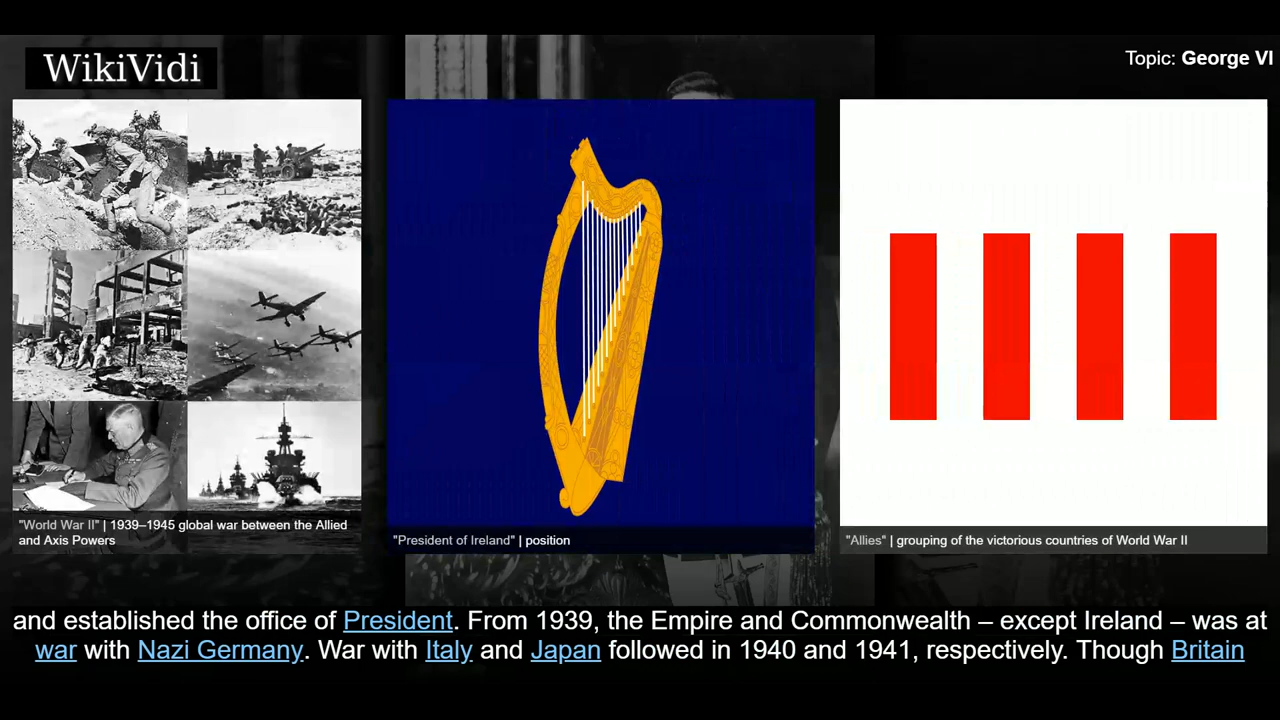 WikiVidi
Topic: George VI
"World War II" | 1939–1945 global war between the Allied
and Axis Powers
"President of Ireland" | position
"Allies" | grouping of the victorious countries of World War II
and established the office of President. From 1939, the Empire and Commonwealth – except Ireland – was at
war with Nazi Germany. War with Italy and Japan followed in 1940 and 1941, respectively. Though Britain